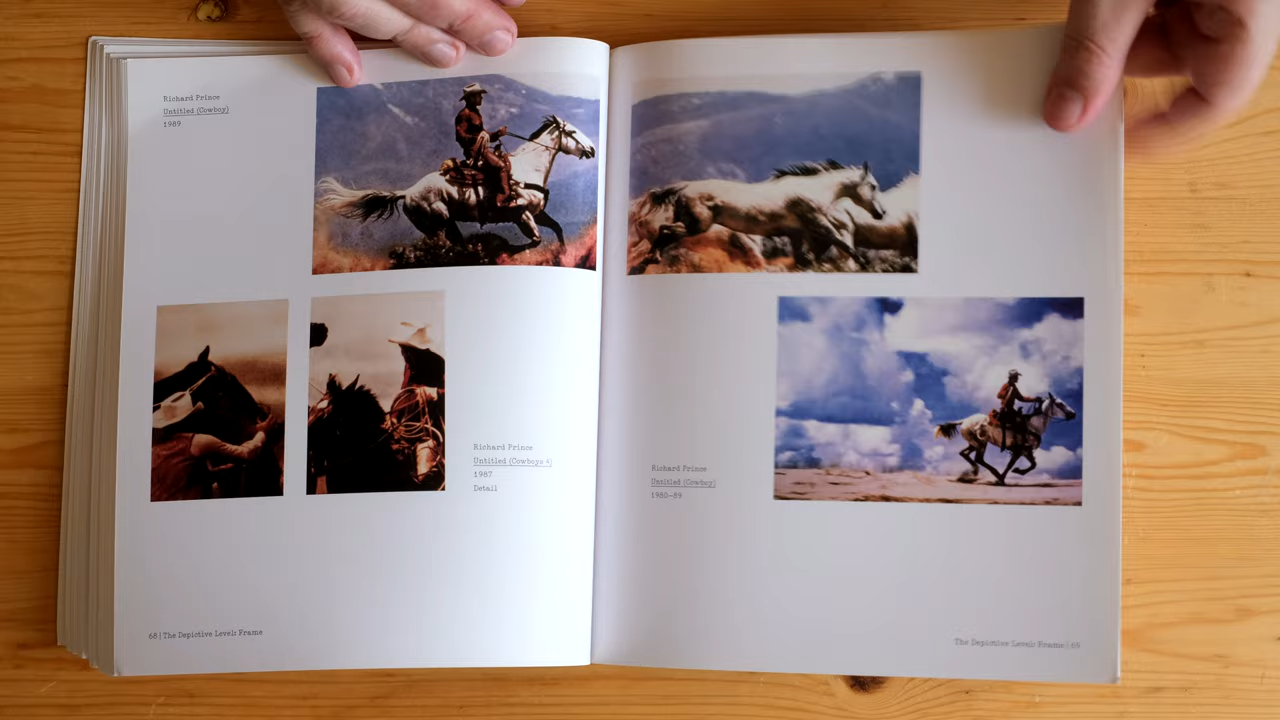 Richard Prince
Untitled (Cowboy)
1989
Richard Prince
Untitled (Cowboys 4)
1987
Detail
68 | The Depictive Level: Frame
Richard Prince
Untitled (Cowboy)
1980–89
The Depictive Level: Frame | 69